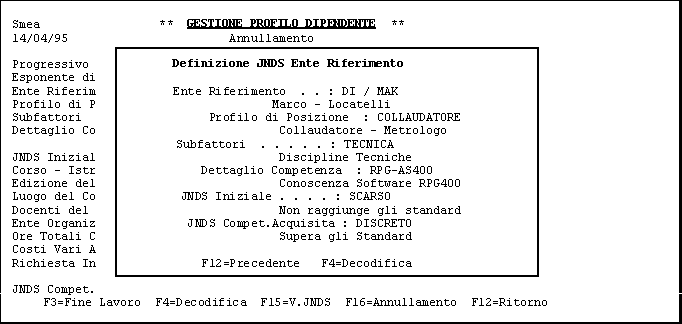 Smea ** GESTIONE PROFILO DIPENDENTE **
14/04/95 Annullamento
Progressivo Definizione JNDS Ente Riferimento
Esponente di
Ente Riferim Ente Riferimento . . : DI / MAK
Profilo di P Marco - Locatelli
Subfattori Profilo di Posizione : COLLAUDATORE
Dettaglio Co Collaudatore - Metrologo
Subfattori . . . . . : TECNICA
JNDS Inizial Discipline Tecniche
Corso - Istr Dettaglio Competenza : RPG-AS400
Edizione del Conoscenza Software RPG400
Luogo del Co JNDS Iniziale . . . . : SCARSO
Docenti del Non raggiunge gli standard
Ente Organiz JNDS Compet.Acquisita : DISCRETO
Ore Totali C Supera gli Standard
Costi Vari A
Richiesta In F12=Precedente F4=Decodifica
JNDS Compet.
F3=Fine Lavoro F4=Decodifica F15=V.JNDS F16=Annullamento F12=Ritorno